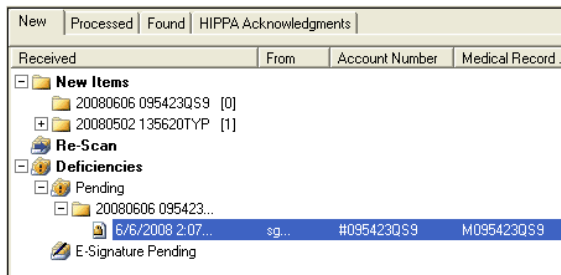 New Processed Found HIPPA Acknowledgments
Received From Account Number Medical Record .
New Items
20080606 095423QS9 [0]
20080502 135620TYP [1]
Re-Scan
Deficiencies
Pending
20080606 095423...
6/6/2008 2:07... sg... #095423QS9 M095423QS9
E-Signature Pending